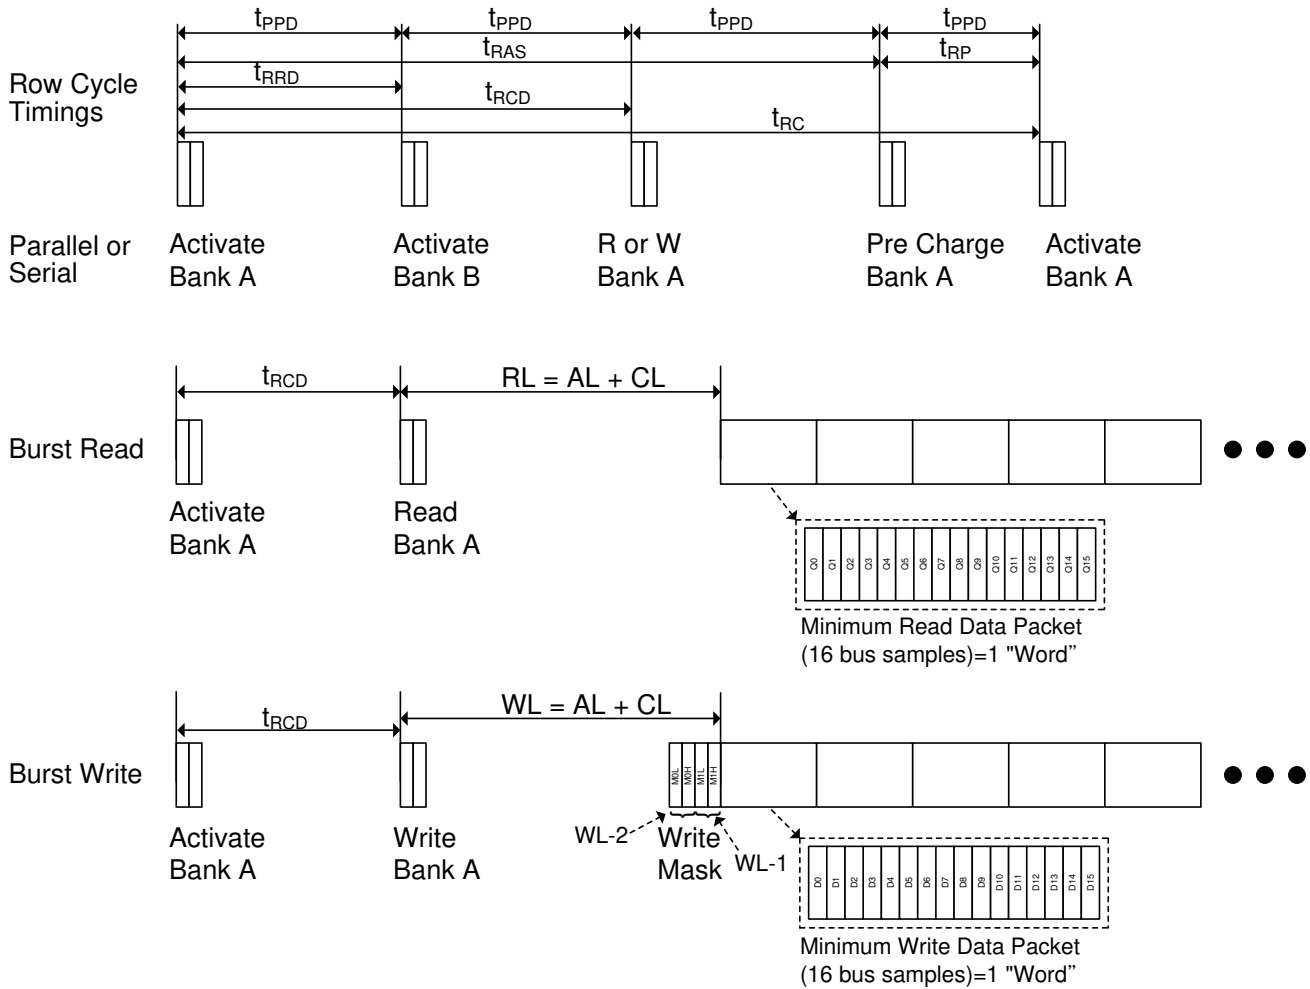 tPPD tPPD tPPD tPPD
tRAS tRP
tRRD
tRCD
tRC
Row Cycle
Timings
Parallel or
Serial
Activate
Bank A
Activate
Bank B
R or W
Bank A
Pre Charge
Bank A
Activate
Bank A
tRCD
RL = AL + CL
Burst Read
Activate
Bank A
Read
Bank A
Q0 Q1 Q2 Q3 Q4 Q5 Q6 Q7 Q8 Q9 Q10 Q11 Q12 Q13 Q14 Q15
Minimum Read Data Packet
(16 bus samples)=1 "Word”
tRCD
WL = AL + CL
Burst Write
M0L M0H M1L M1H
Activate
Bank A
Write
Bank A
WL-2
Write
Mask
WL-1
D0 D1 D2 D3 D4 D5 D6 D7 D8 D9 D10 D11 D12 D13 D14 D15
Minimum Write Data Packet
(16 bus samples)=1 "Word”